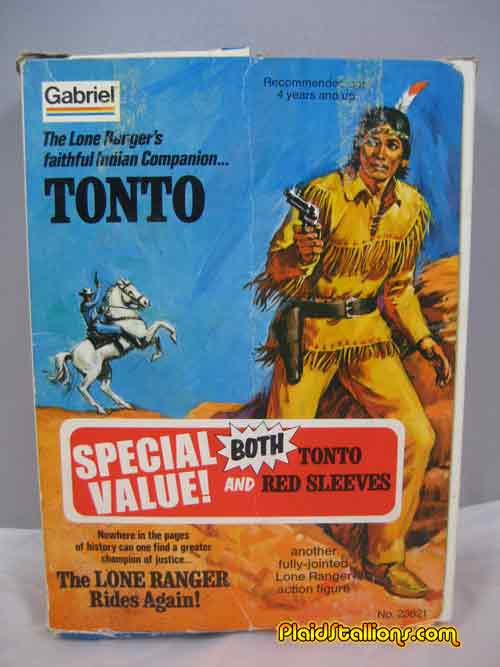 Gabriel
Recommended for
4 years and up.
The Lone Ranger's
faithful Indian Companion...
TONTO
SPECIAL
VALUE!
BOTH
TONTO
AND RED SLEEVES
Nowhere in the pages
of history can one find a greater
champion of justice...
The LONE RANGER
Rides Again!
another
fully-jointed
Lone Ranger
action figure
No. 23621
PlaidStallions.com